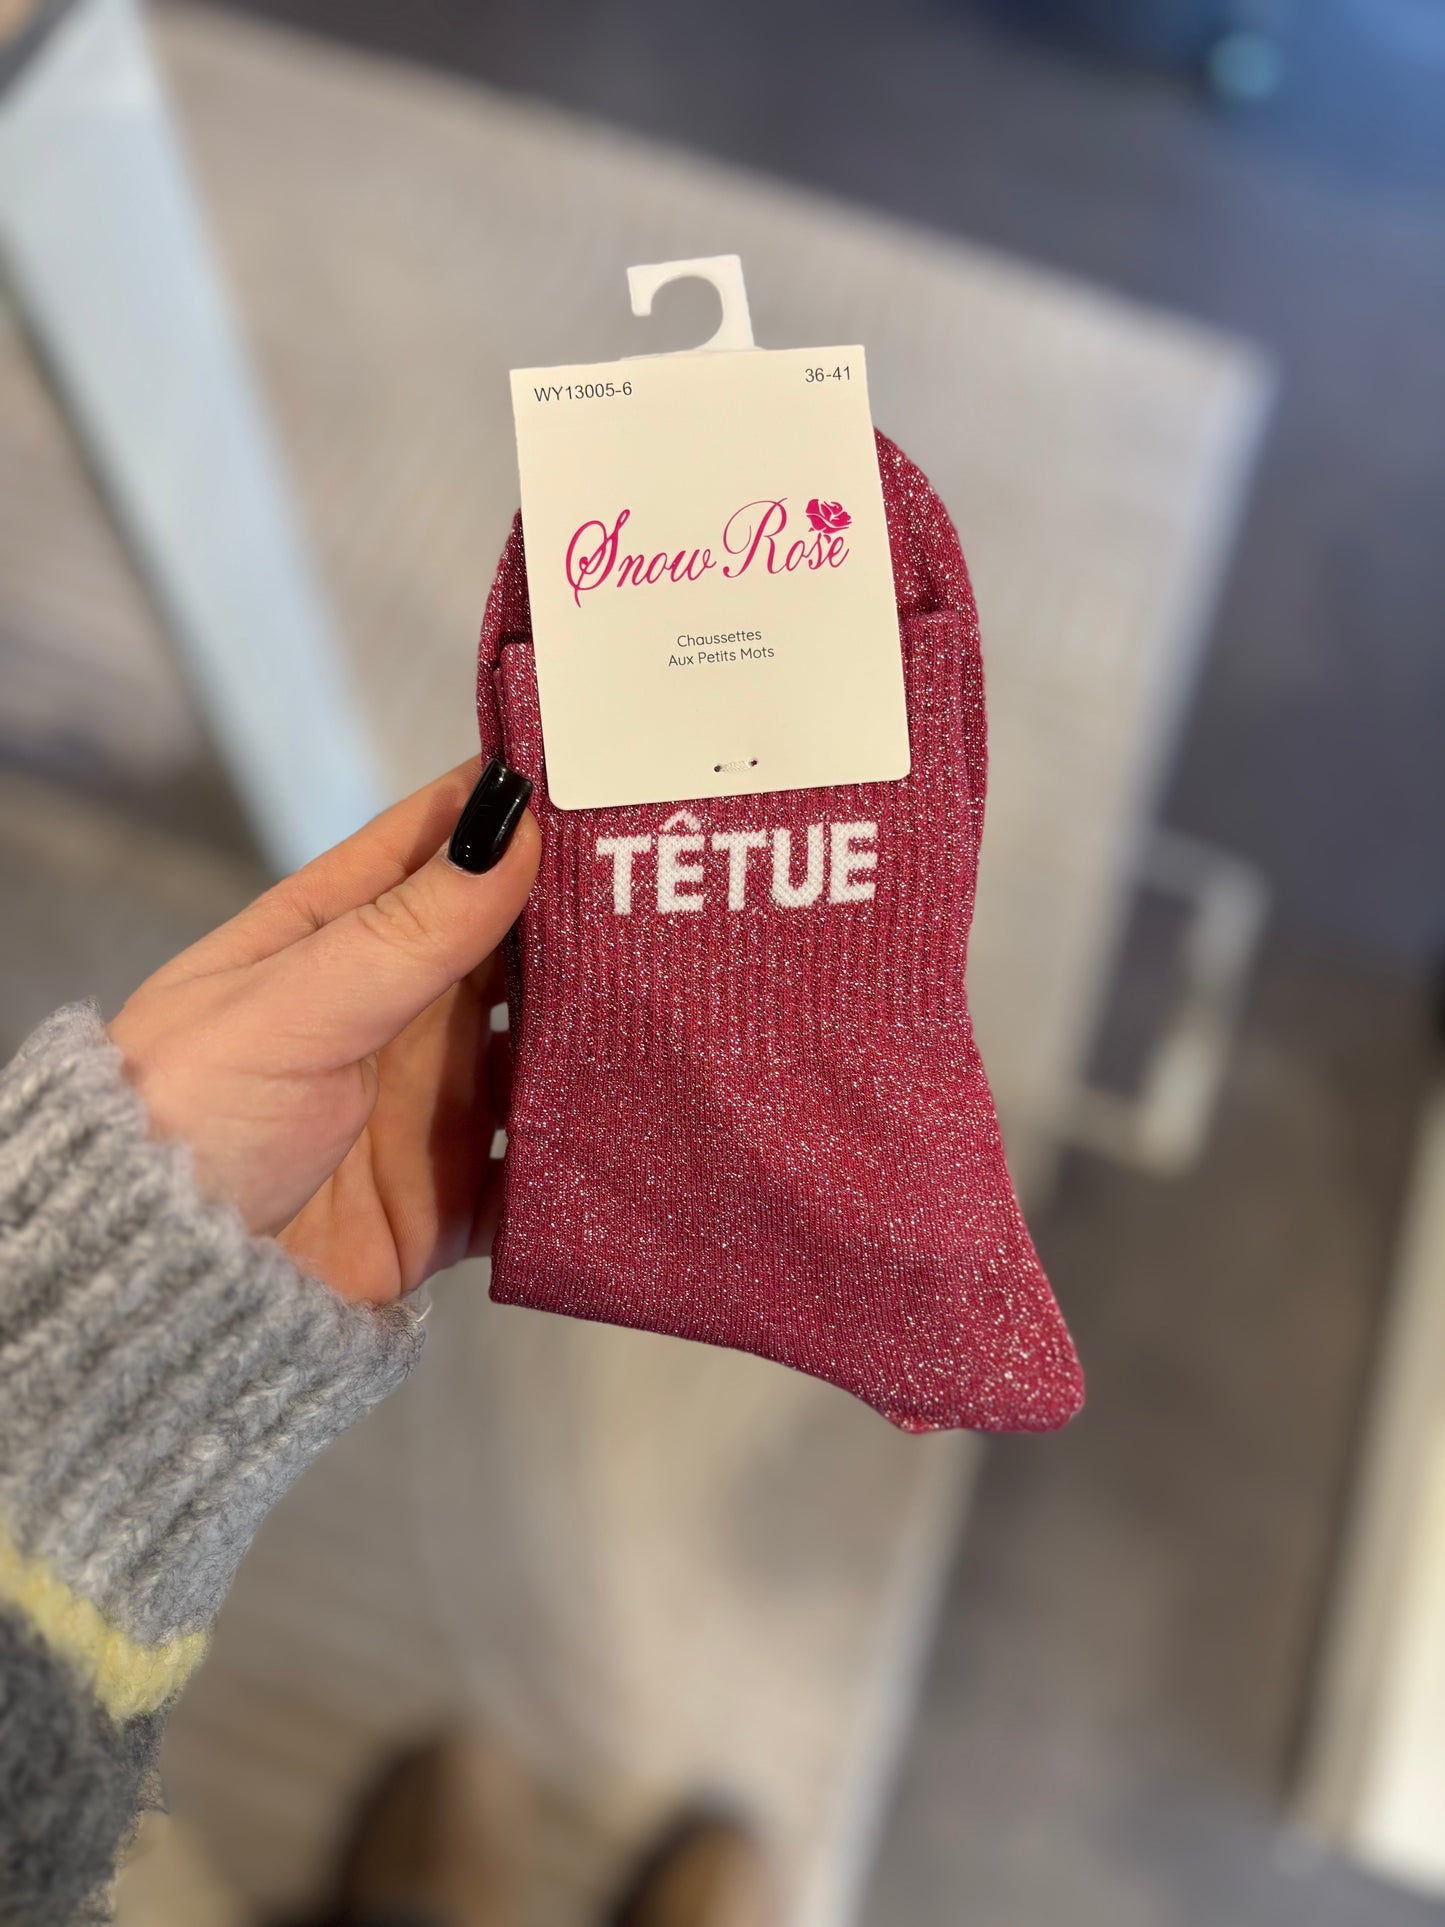 WY13005-6 36-41
Snow Rose
Chaussettes
Aux Petits Mots
TÊTUE